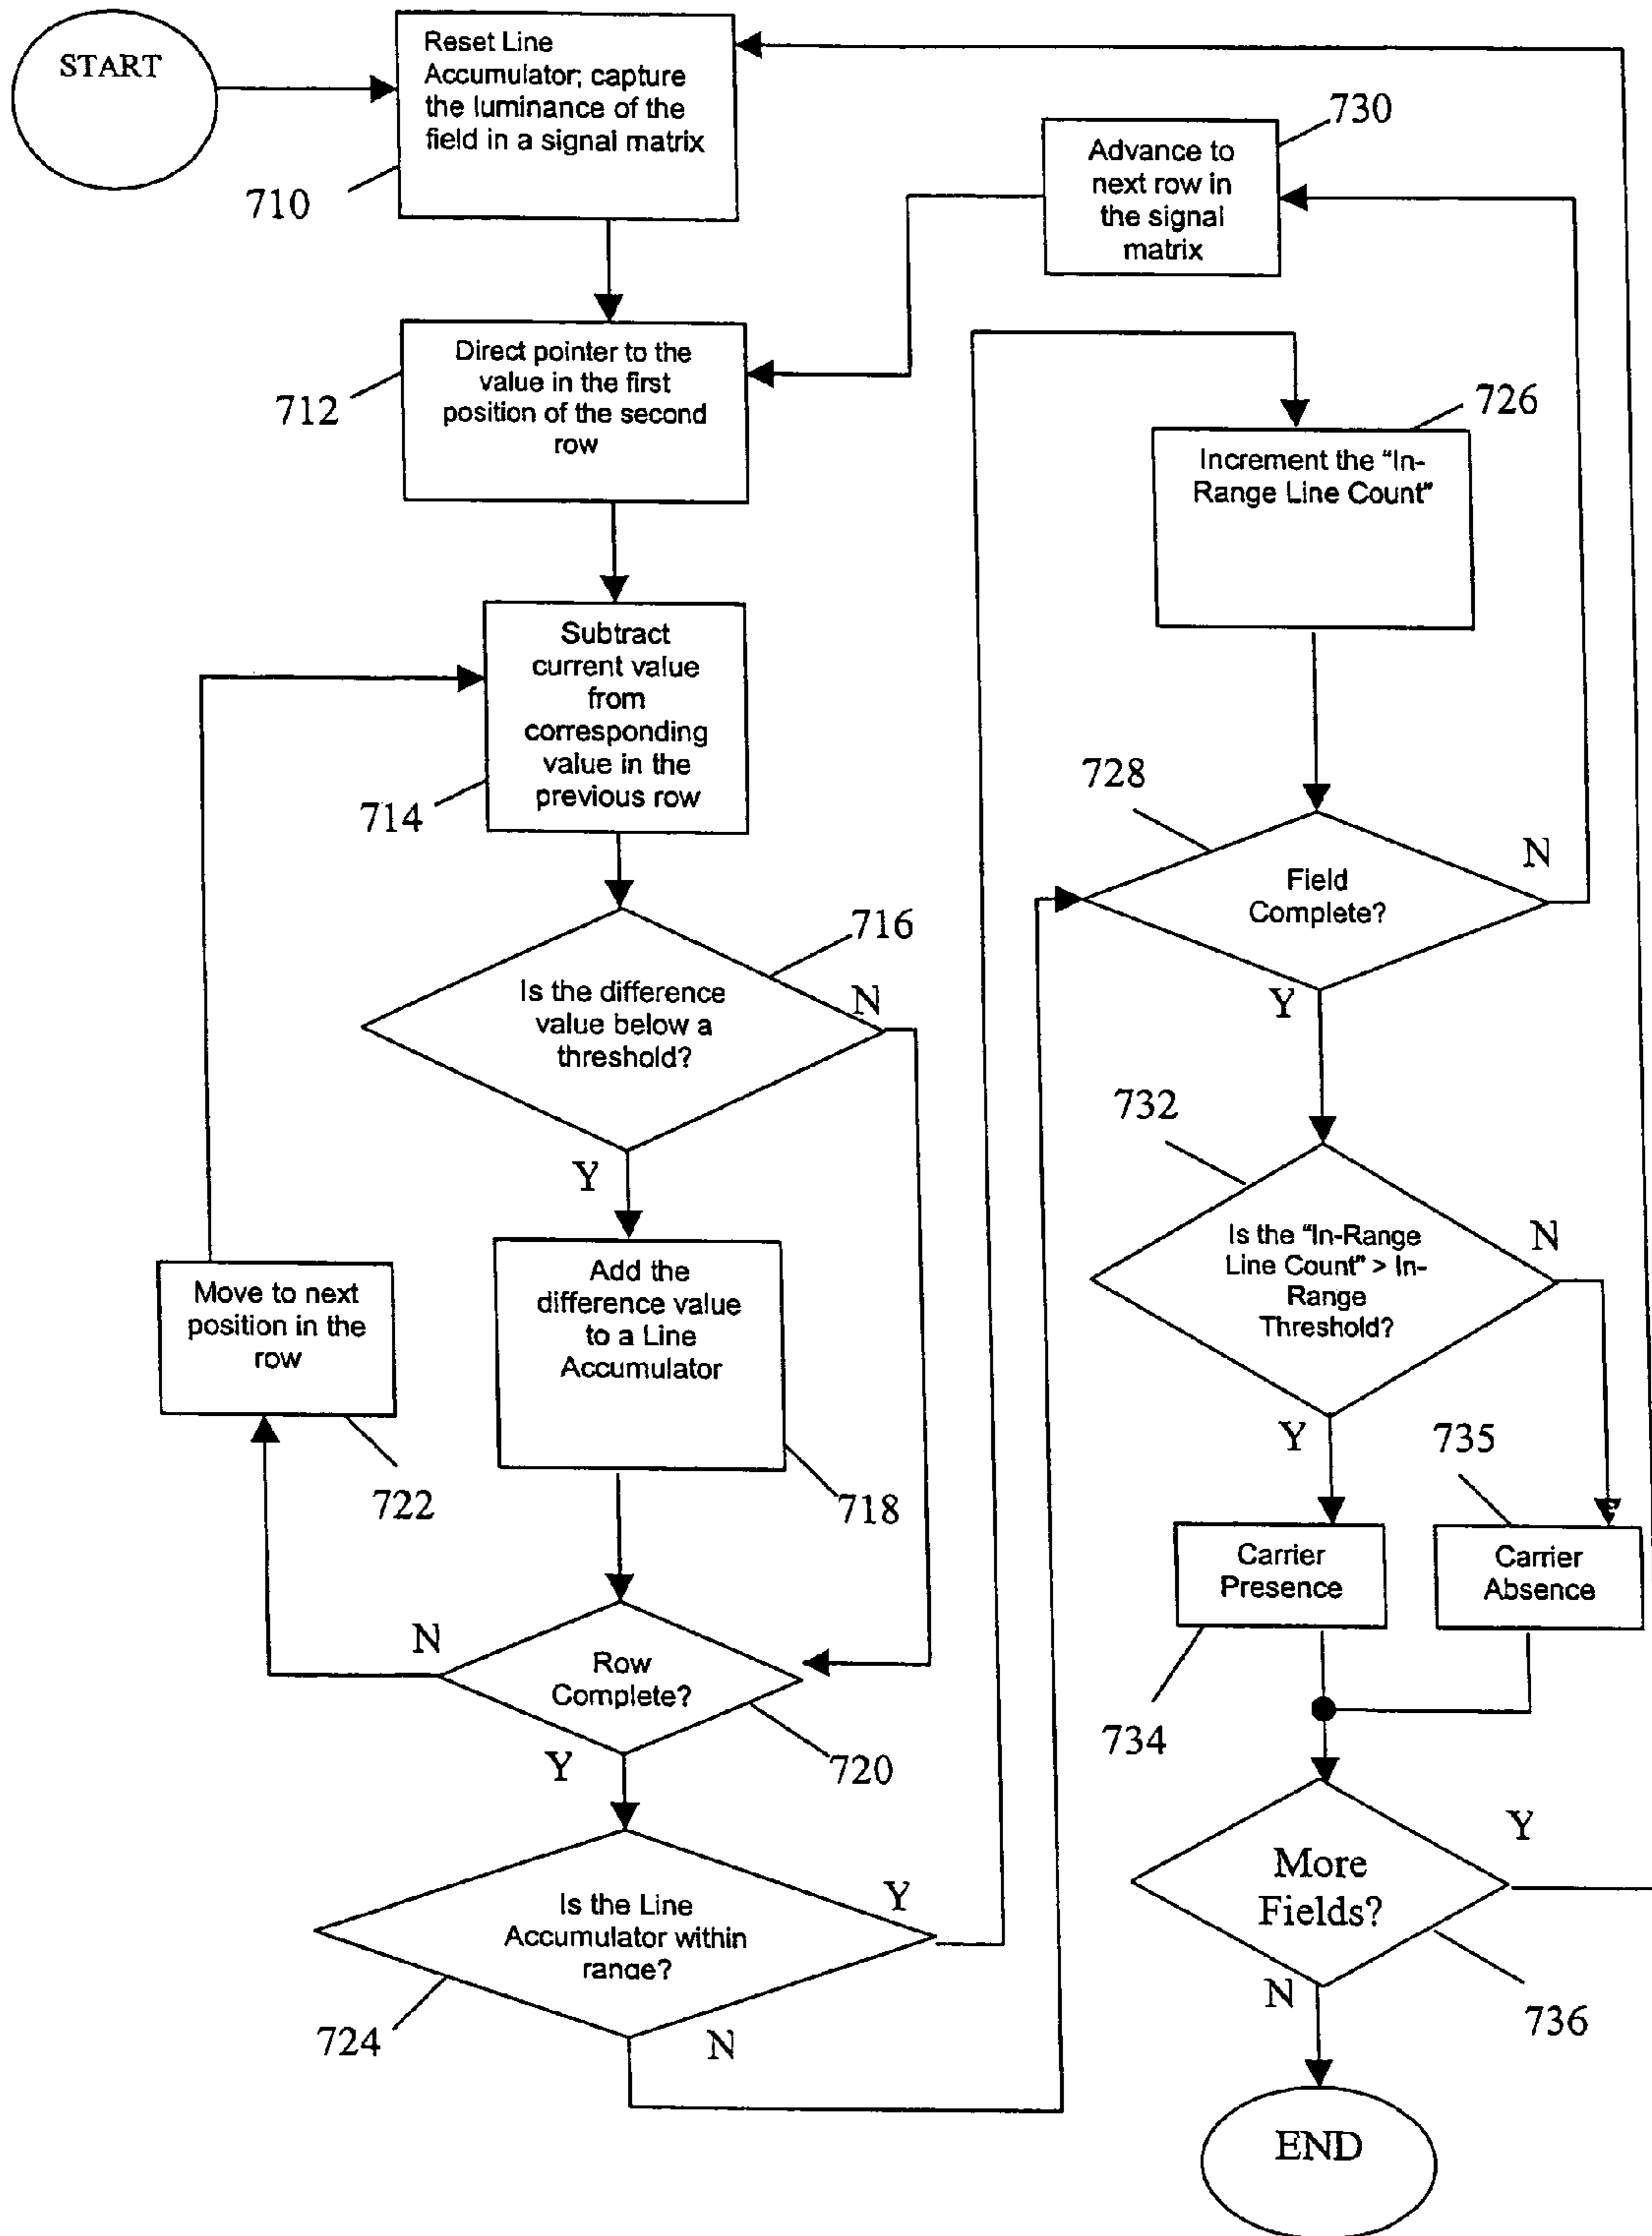 START
Reset Line
Accumulator; capture
the luminance of the
field in a signal matrix
710
730
Advance to
next row in
the signal
matrix
Direct pointer to the
value in the first
position of the second
row
712
726
Increment the "In-
Range Line Count"
Subtract
current value
from
corresponding
value in the
previous row
714
728
Field
Complete?
N
Y
716
Is the difference
value below a
threshold?
N
Y
732
Is the "In-Range
Line Count" > In-
Range
Threshold?
N
Y
Move to next
position in the
row
722
Add the
difference value
to a Line
Accumulator
718
735
Carrier
Presence
Carrier
Absence
734
N
Row
Complete?
Y
720
More
Fields?
Y
N
736
Is the Line
Accumulator within
range?
Y
724
N
END